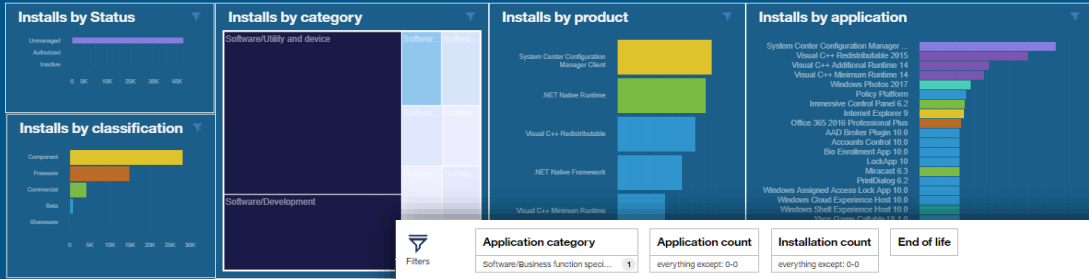 Installs by Status
Unmanaged
Authorized
Inactive
0 5K 15K 25K 35K 45K
Installs by classification
Component
Freeware
Commercial
Beta
Shareware
0 5K 10K 15K 20K 25K 30K
Installs by category
Software/Utility and device
Softwar...
Softwa...
Software/Development
Installs by product
System Center Configuration
Manager Client
.NET Native Runtime
Visual C++ Redistributable
.NET Native Framework
Visual C++ Minimum Runtime
Installs by application
System Center Configuration Manager ...
Visual C++ Redistributable 2015
Visual C++ Additional Runtime 14
Visual C++ Minimum Runtime 14
Windows Photos 2017
Policy Platform
Immersive Control Panel 6.2
Internet Explorer 9
Office 365 2016 Professional Plus
AAD Broker Plugin 10.0
Accounts Control 10.0
Bio Enrollment App 10.0
LockApp 10
Miracast 6.3
PrintDialog 6.2
Windows Assigned Access Lock App 10.0
Windows Cloud Experience Host 10.0
Windows Shell Experience Host 10.0
Xbox Game Callable UI 1.0
Filters
Application category
Software/Business function speci... 1
Application count
everything except: 0-0
Installation count
everything except: 0-0
End of life